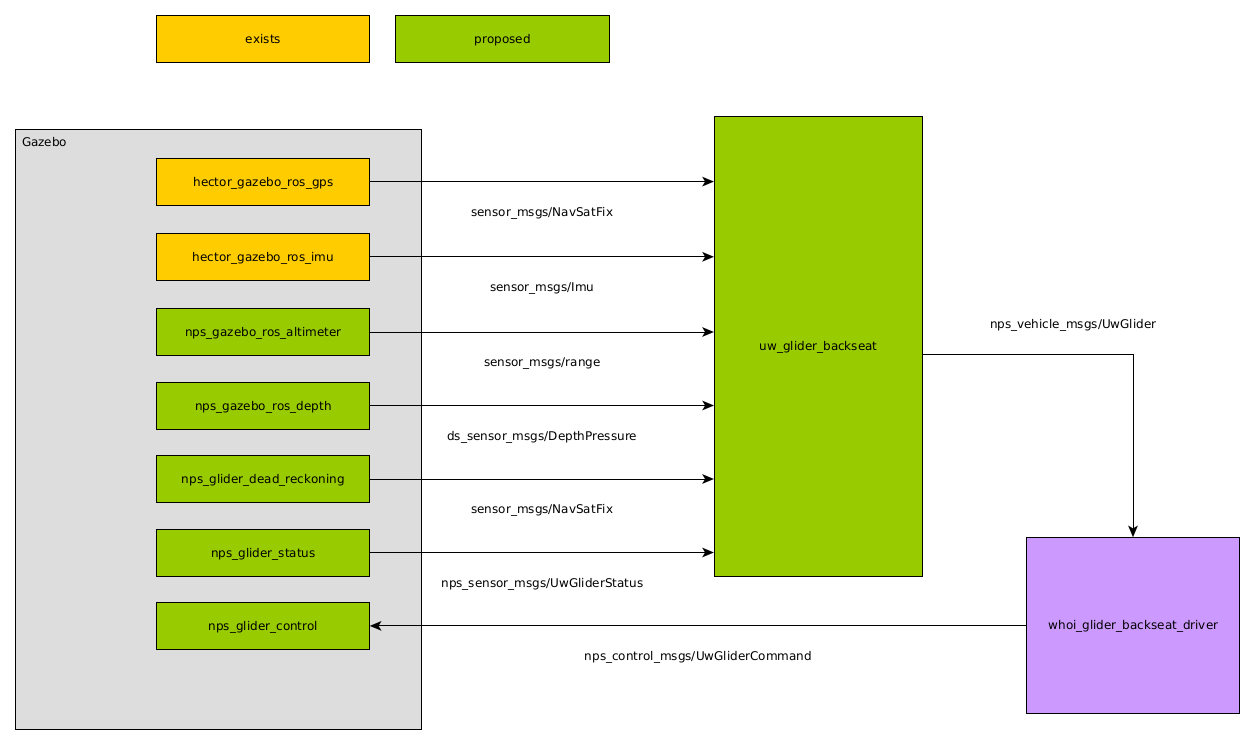 exists
proposed
Gazebo
hector_gazebo_ros_gps
sensor_msgs/NavSatFix
hector_gazebo_ros_imu
sensor_msgs/Imu
nps_gazebo_ros_altimeter
sensor_msgs/range
nps_gazebo_ros_depth
ds_sensor_msgs/DepthPressure
nps_glider_dead_reckoning
sensor_msgs/NavSatFix
nps_glider_status
nps_sensor_msgs/UwGliderStatus
nps_glider_control
nps_control_msgs/UwGliderCommand
uw_glider_backseat
nps_vehicle_msgs/UwGlider
whoi_glider_backseat_driver